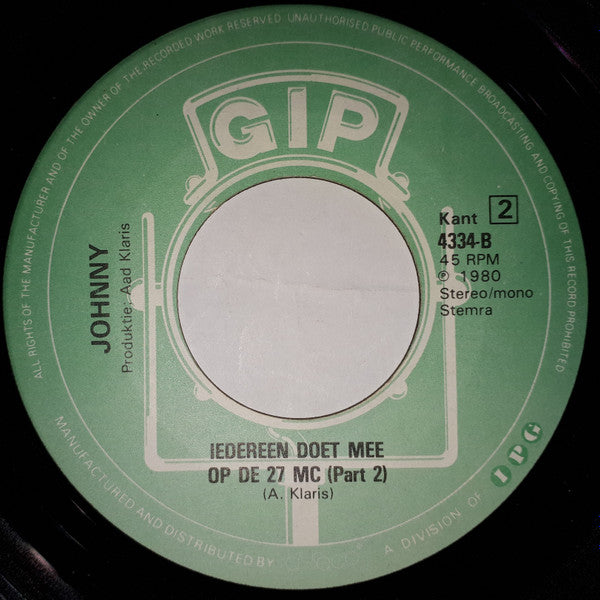 ALL RIGHTS OF THE MANUFACTURER AND OF THE OWNER OF THE RECORDED WORK RESERVED UNAUTHORISED PUBLIC PERFORMANCE BROADCASTING AND COPYING OF THIS RECORD PROHIBITED
GIP
JOHNNY
Produktie: Aad Klaris
Kant 2
4334-B
45 RPM
℗ 1980
Stereo/mono
Stemra
IEDEREEN DOET MEE
OP DE 27 MC (Part 2)
(A. Klaris)
MANUFACTURED AND DISTRIBUTED BY
A DIVISION OF IPG